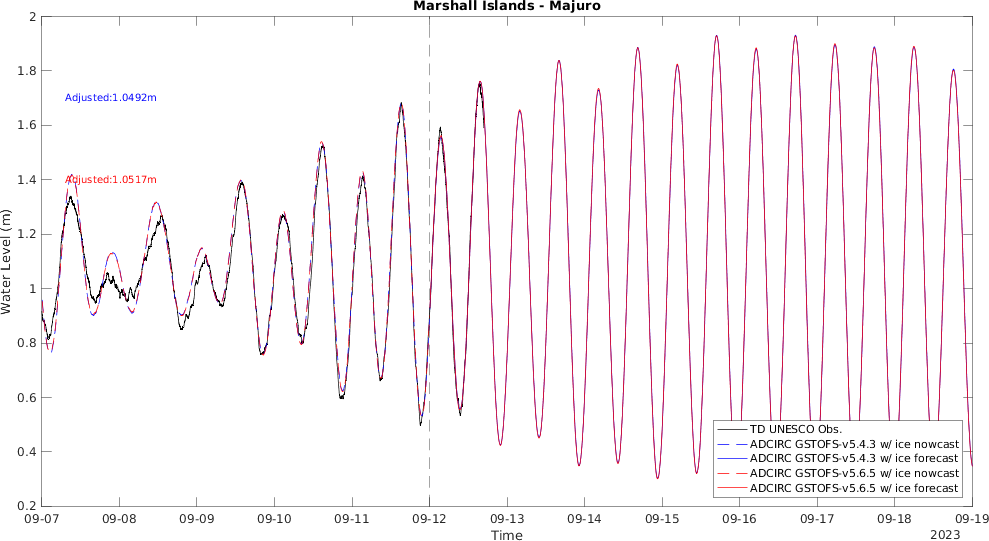 Marshall Islands - Majuro
2
1.8
1.6
1.4
1.2
1
0.8
0.6
0.4
0.2
Water Level (m)
Adjusted:1.0492m
Adjusted:1.0517m
TD UNESCO Obs.
ADCIRC GSTOFS-v5.4.3 w/ ice nowcast
ADCIRC GSTOFS-v5.4.3 w/ ice forecast
ADCIRC GSTOFS-v5.6.5 w/ ice nowcast
ADCIRC GSTOFS-v5.6.5 w/ ice forecast
09-07 09-08 09-09 09-10 09-11 09-12 09-13 09-14 09-15 09-16 09-17 09-18 09-19
Time
2023